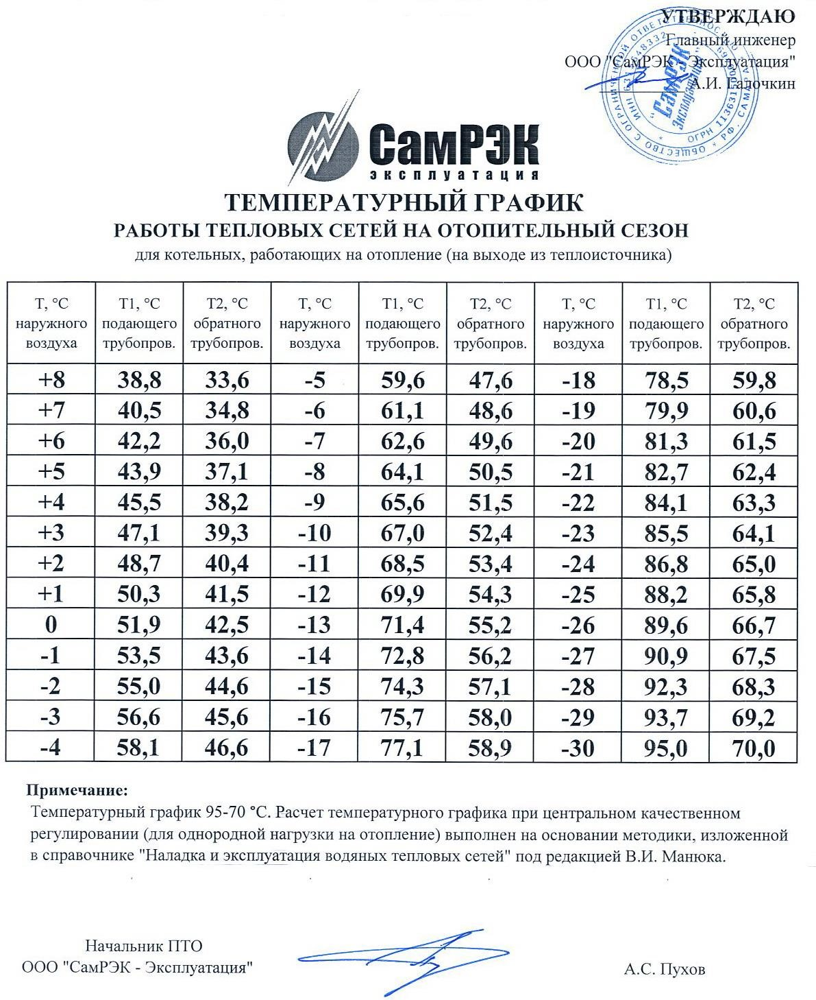 УТВЕРЖДАЮ
Главный инженер
ООО "СамРЭК - Эксплуатация"
А.И. Галочкин
СамРЭК
эксплуатация
ТЕМПЕРАТУРНЫЙ ГРАФИК
РАБОТЫ ТЕПЛОВЫХ СЕТЕЙ НА ОТОПИТЕЛЬНЫЙ СЕЗОН
для котельных, работающих на отопление (на выходе из теплоисточника)
Т, °С Т1, °С Т2, °С Т, °С Т1, °С Т2, °С Т, °С Т1, °С Т2, °С
наружного подающего обратного наружного подающего обратного наружного подающего обратного
воздуха трубопров. трубопров. воздуха трубопров. трубопров. воздуха трубопров. трубопров.
+8 38,8 33,6 -5 59,6 47,6 -18 78,5 59,8
+7 40,5 34,8 -6 61,1 48,6 -19 79,9 60,6
+6 42,2 36,0 -7 62,6 49,6 -20 81,3 61,5
+5 43,9 37,1 -8 64,1 50,5 -21 82,7 62,4
+4 45,5 38,2 -9 65,6 51,5 -22 84,1 63,3
+3 47,1 39,3 -10 67,0 52,4 -23 85,5 64,1
+2 48,7 40,4 -11 68,5 53,4 -24 86,8 65,0
+1 50,3 41,5 -12 69,9 54,3 -25 88,2 65,8
0 51,9 42,5 -13 71,4 55,2 -26 89,6 66,7
-1 53,5 43,6 -14 72,8 56,2 -27 90,9 67,5
-2 55,0 44,6 -15 74,3 57,1 -28 92,3 68,3
-3 56,6 45,6 -16 75,7 58,0 -29 93,7 69,2
-4 58,1 46,6 -17 77,1 58,9 -30 95,0 70,0
Примечание:
Температурный график 95-70 °С. Расчет температурного графика при центральном качественном
регулировании (для однородной нагрузки на отопление) выполнен на основании методики, изложенной
в справочнике "Наладка и эксплуатация водяных тепловых сетей" под редакцией В.И. Манюка.
Начальник ПТО
ООО "СамРЭК - Эксплуатация"
А.С. Пухов
"СамРЭК
Эксплуатация"
ОБЩЕСТВО С ОГРАНИЧЕННОЙ ОТВЕТСТВЕННОСТЬЮ